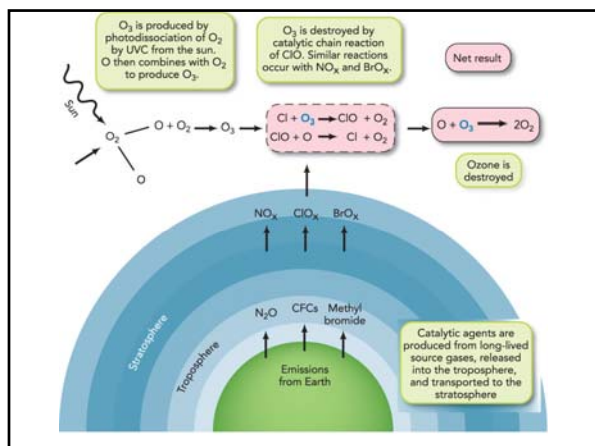 O₃ is produced by
photodissociation of O₂
by UVC from the sun.
O then combines with O₂
to produce O₃.
O₃ is destroyed by
catalytic chain reaction
of ClO. Similar reactions
occur with NOₓ and BrOₓ.
Net result
Sun
O₂
O + O₂ → O₃
O
Cl + O₃ → ClO + O₂
ClO + O → Cl + O₂
O + O₃ → 2O₂
Ozone is
destroyed
NOₓ ClOₓ BrOₓ
Stratosphere
Troposphere
N₂O CFCs Methyl
bromide
Emissions
from Earth
Catalytic agents are
produced from long-lived
source gases, released
into the troposphere,
and transported to the
stratosphere